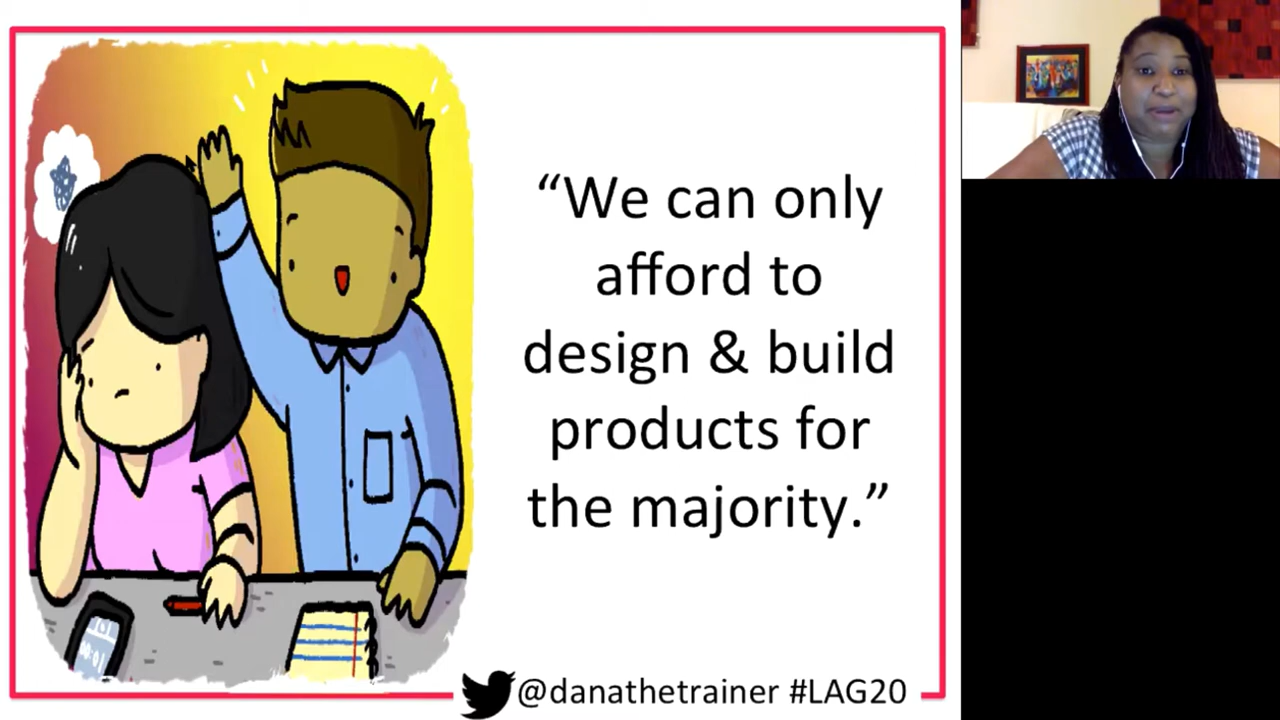 “We can only
afford to
design & build
products for
the majority.”
@danathetrainer #LAG20